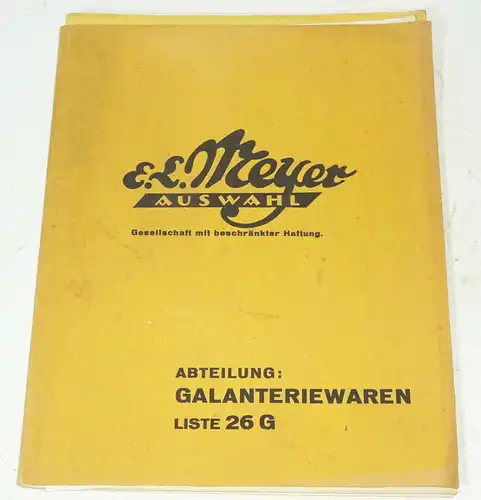 E.L. Meyer
AUSWAHL
Gesellschaft mit beschränkter Haftung.
ABTEILUNG:
GALANTERIEWAREN
LISTE 26 G